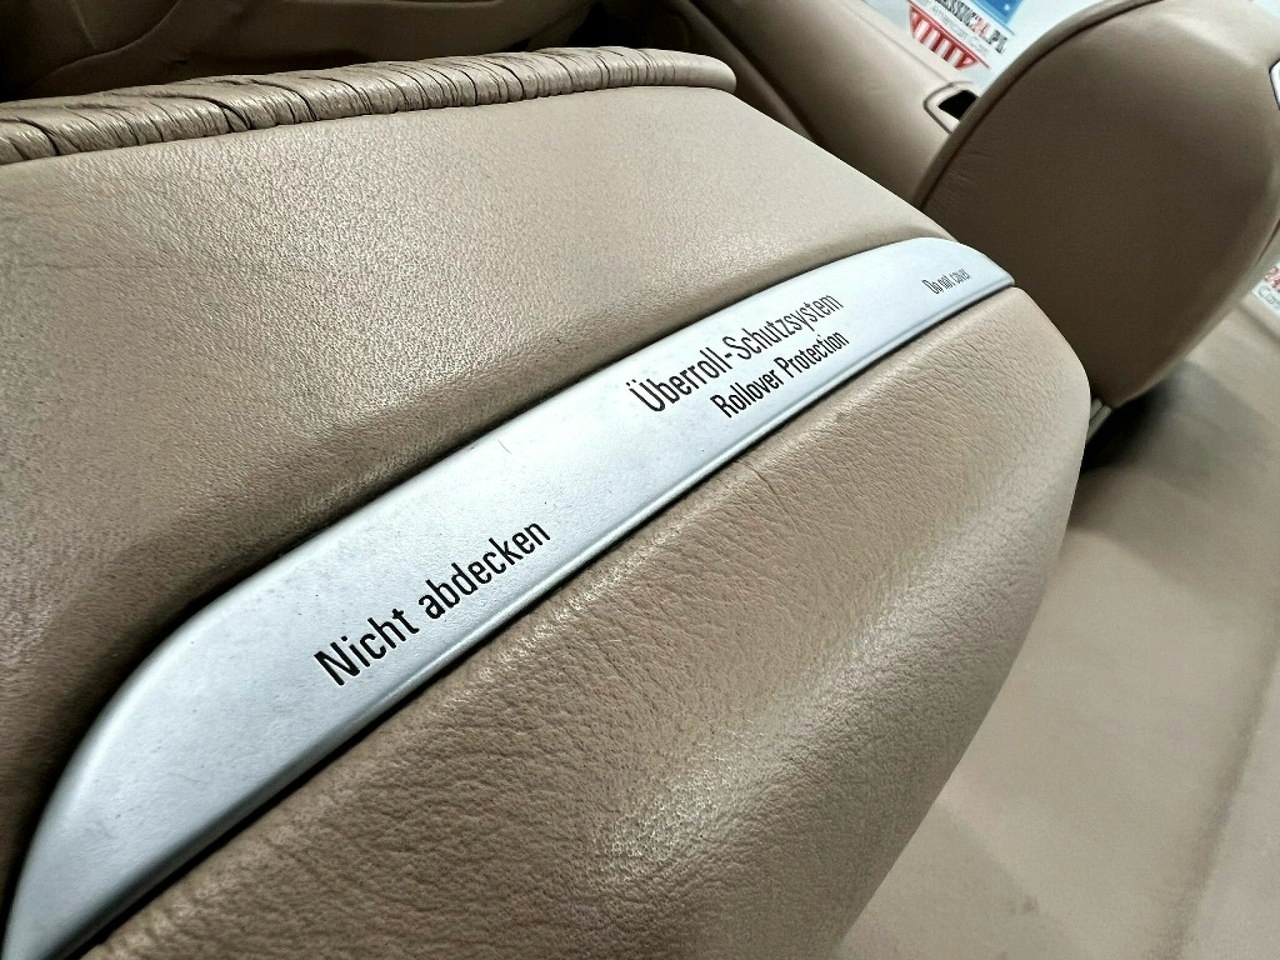 Nicht abdecken
Überroll-Schutzsystem
Rollover Protection
Do not cover